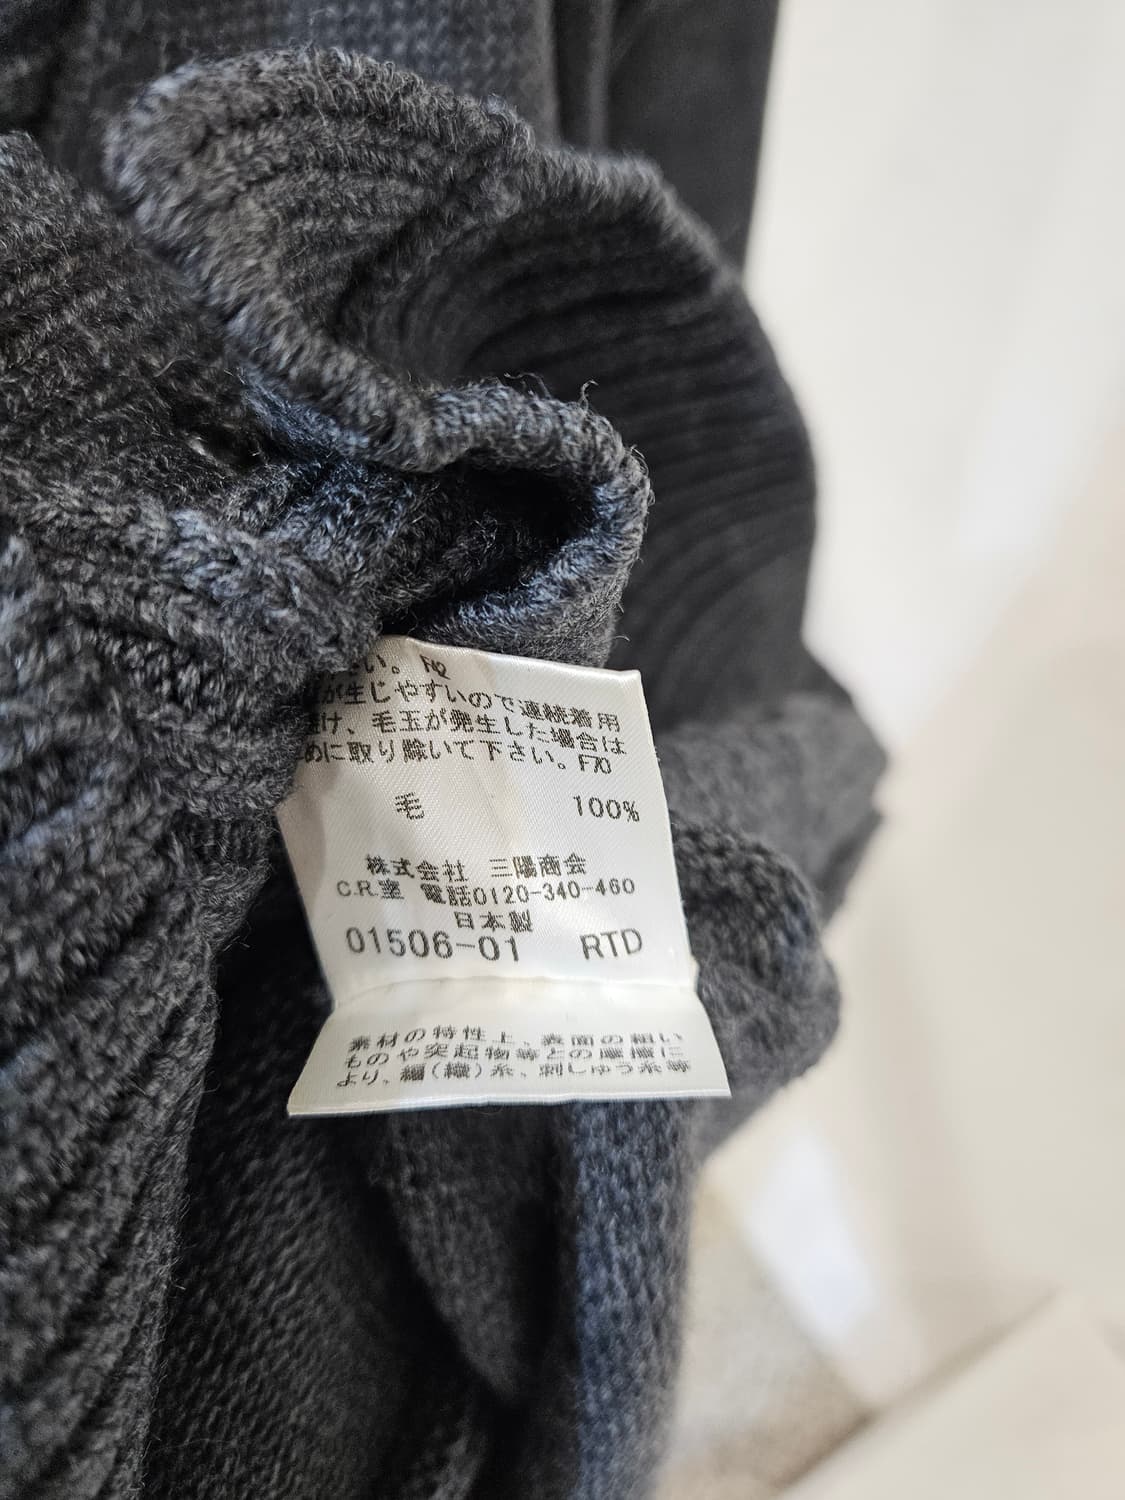 さい。 F42
が生じやすいので連続着用
避け、毛玉が発生した場合は
めに取り除いて下さい。F70
毛 100%
株式会社 三陽商会
C.R.室 電話0120-340-460
日本製
01506-01 RTD
素材の特性上、表面の粗い
ものや突起物等との摩擦に
より、編(織)糸、刺しゅう糸等